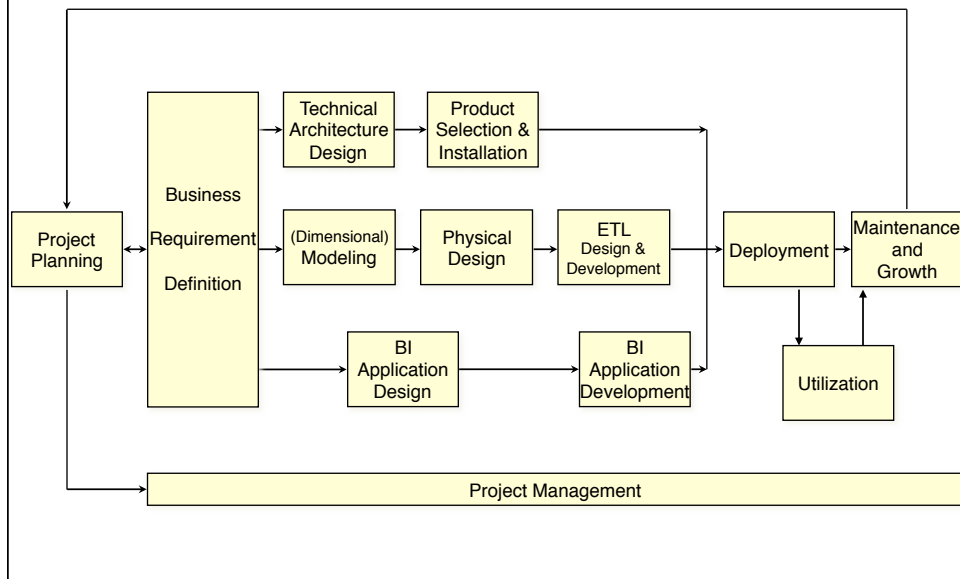 Technical
Architecture
Design
Product
Selection &
Installation
Business
Requirement
Definition
Project
Planning
(Dimensional)
Modeling
Physical
Design
ETL
Design &
Development
Deployment
Maintenance
and
Growth
BI
Application
Design
BI
Application
Development
Utilization
Project Management